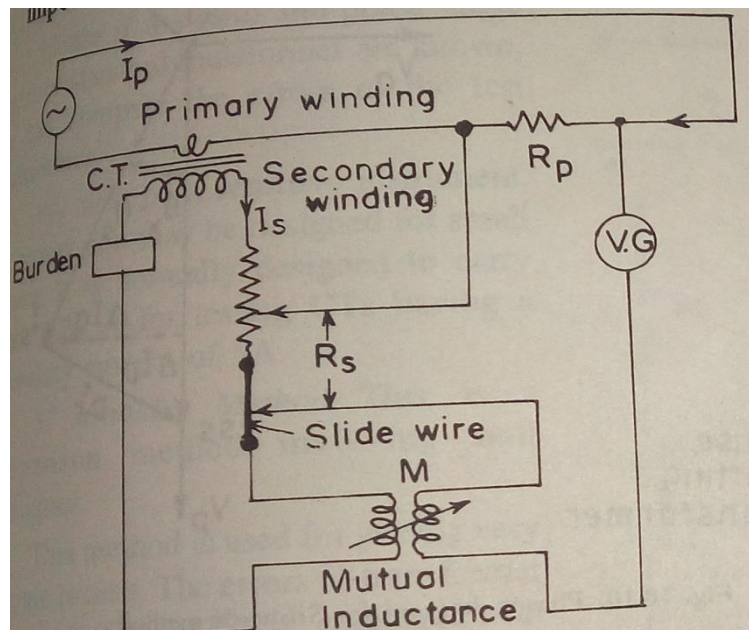 Ip
~
Primary winding
C.T.
Secondary
winding
Rp
Is
V.G
Burden
Rs
Slide wire
M
Mutual
Inductance